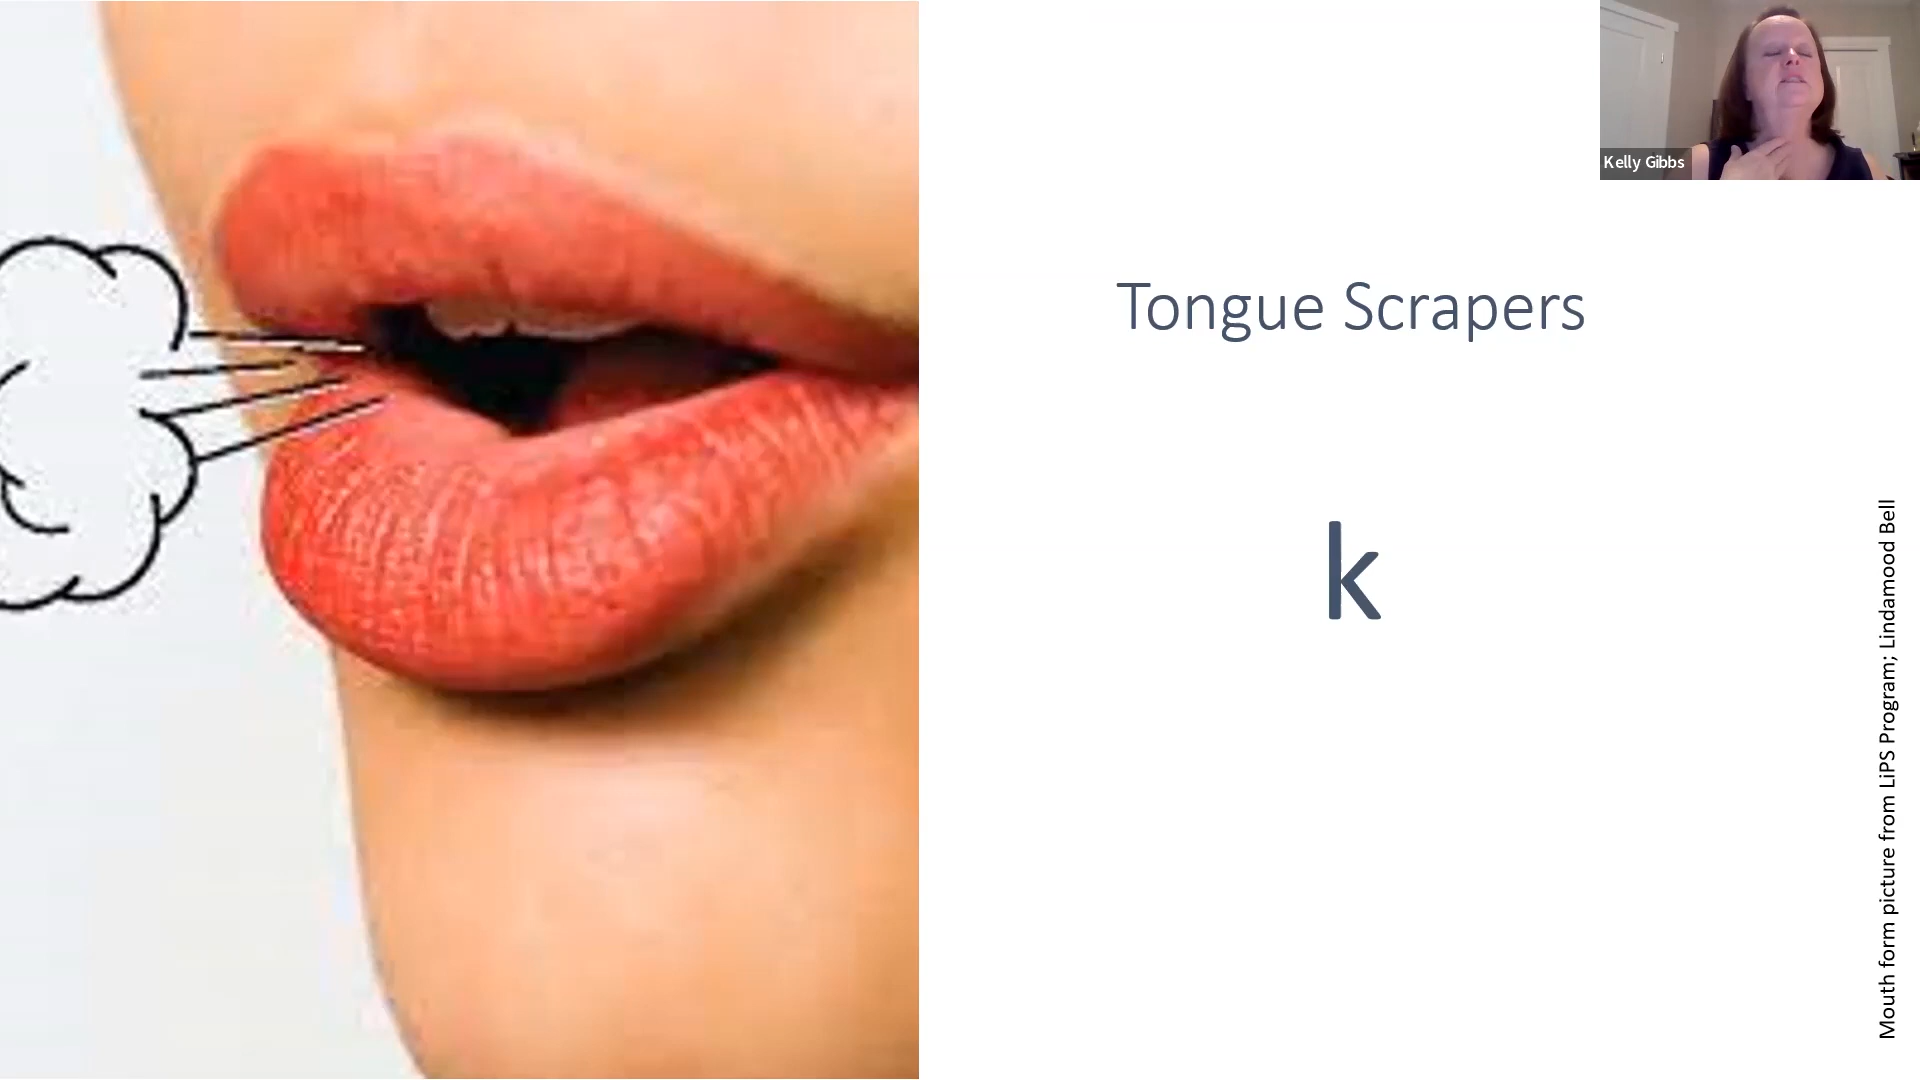 Kelly Gibbs
Tongue Scrapers
k
Mouth form picture from LiPS Program; Lindamood Bell